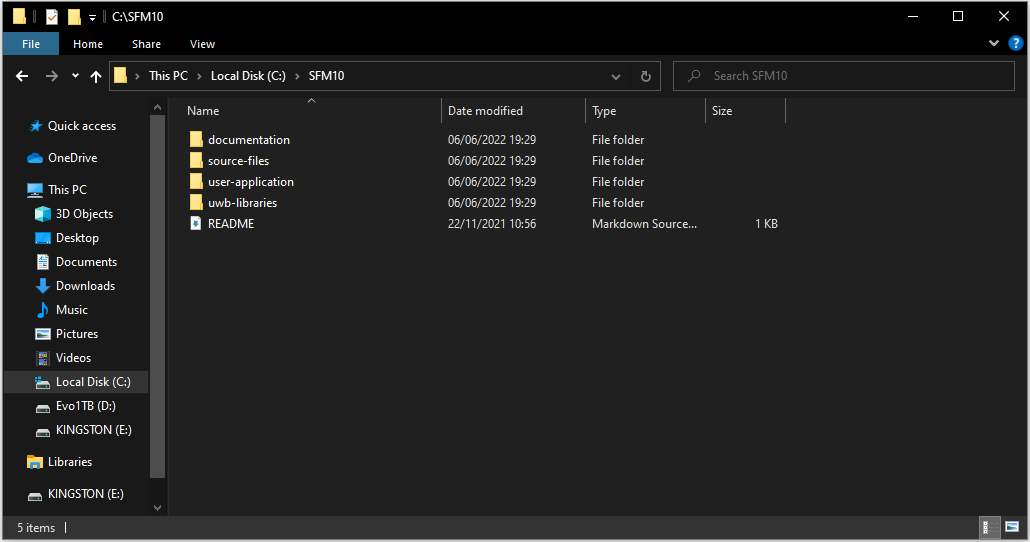 C:\SFM10
File Home Share View
This PC Local Disk (C:) SFM10 Search SFM10
Name Date modified Type Size
Quick access
OneDrive
This PC
3D Objects
Desktop
Documents
Downloads
Music
Pictures
Videos
Local Disk (C:)
Evo1TB (D:)
KINGSTON (E:)
Libraries
KINGSTON (E:)
documentation 06/06/2022 19:29 File folder
source-files 06/06/2022 19:29 File folder
user-application 06/06/2022 19:29 File folder
uwb-libraries 06/06/2022 19:29 File folder
README 22/11/2021 10:56 Markdown Source... 1 KB
5 items